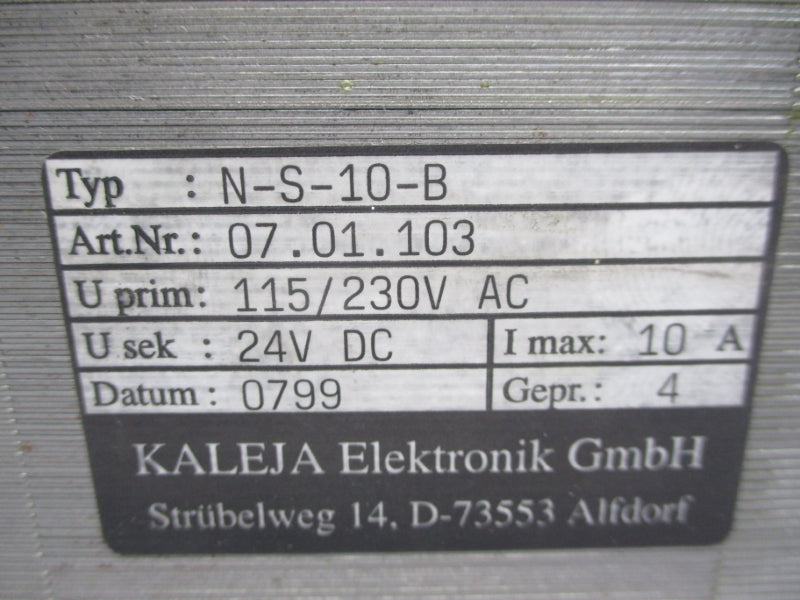 Typ : N-S-10-B
Art.Nr.: 07.01.103
U prim: 115/230V AC
U sek : 24V DC I max: 10 A
Datum : 0799 Gepr.: 4
KALEJA Elektronik GmbH
Strübelweg 14, D-73553 Alfdorf